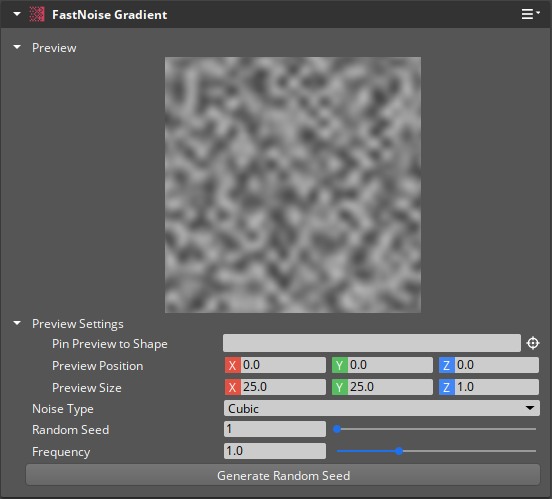 FastNoise Gradient
Preview
Preview Settings
Pin Preview to Shape
Preview Position X 0.0 Y 0.0 Z 0.0
Preview Size X 25.0 Y 25.0 Z 1.0
Noise Type Cubic
Random Seed 1
Frequency 1.0
Generate Random Seed